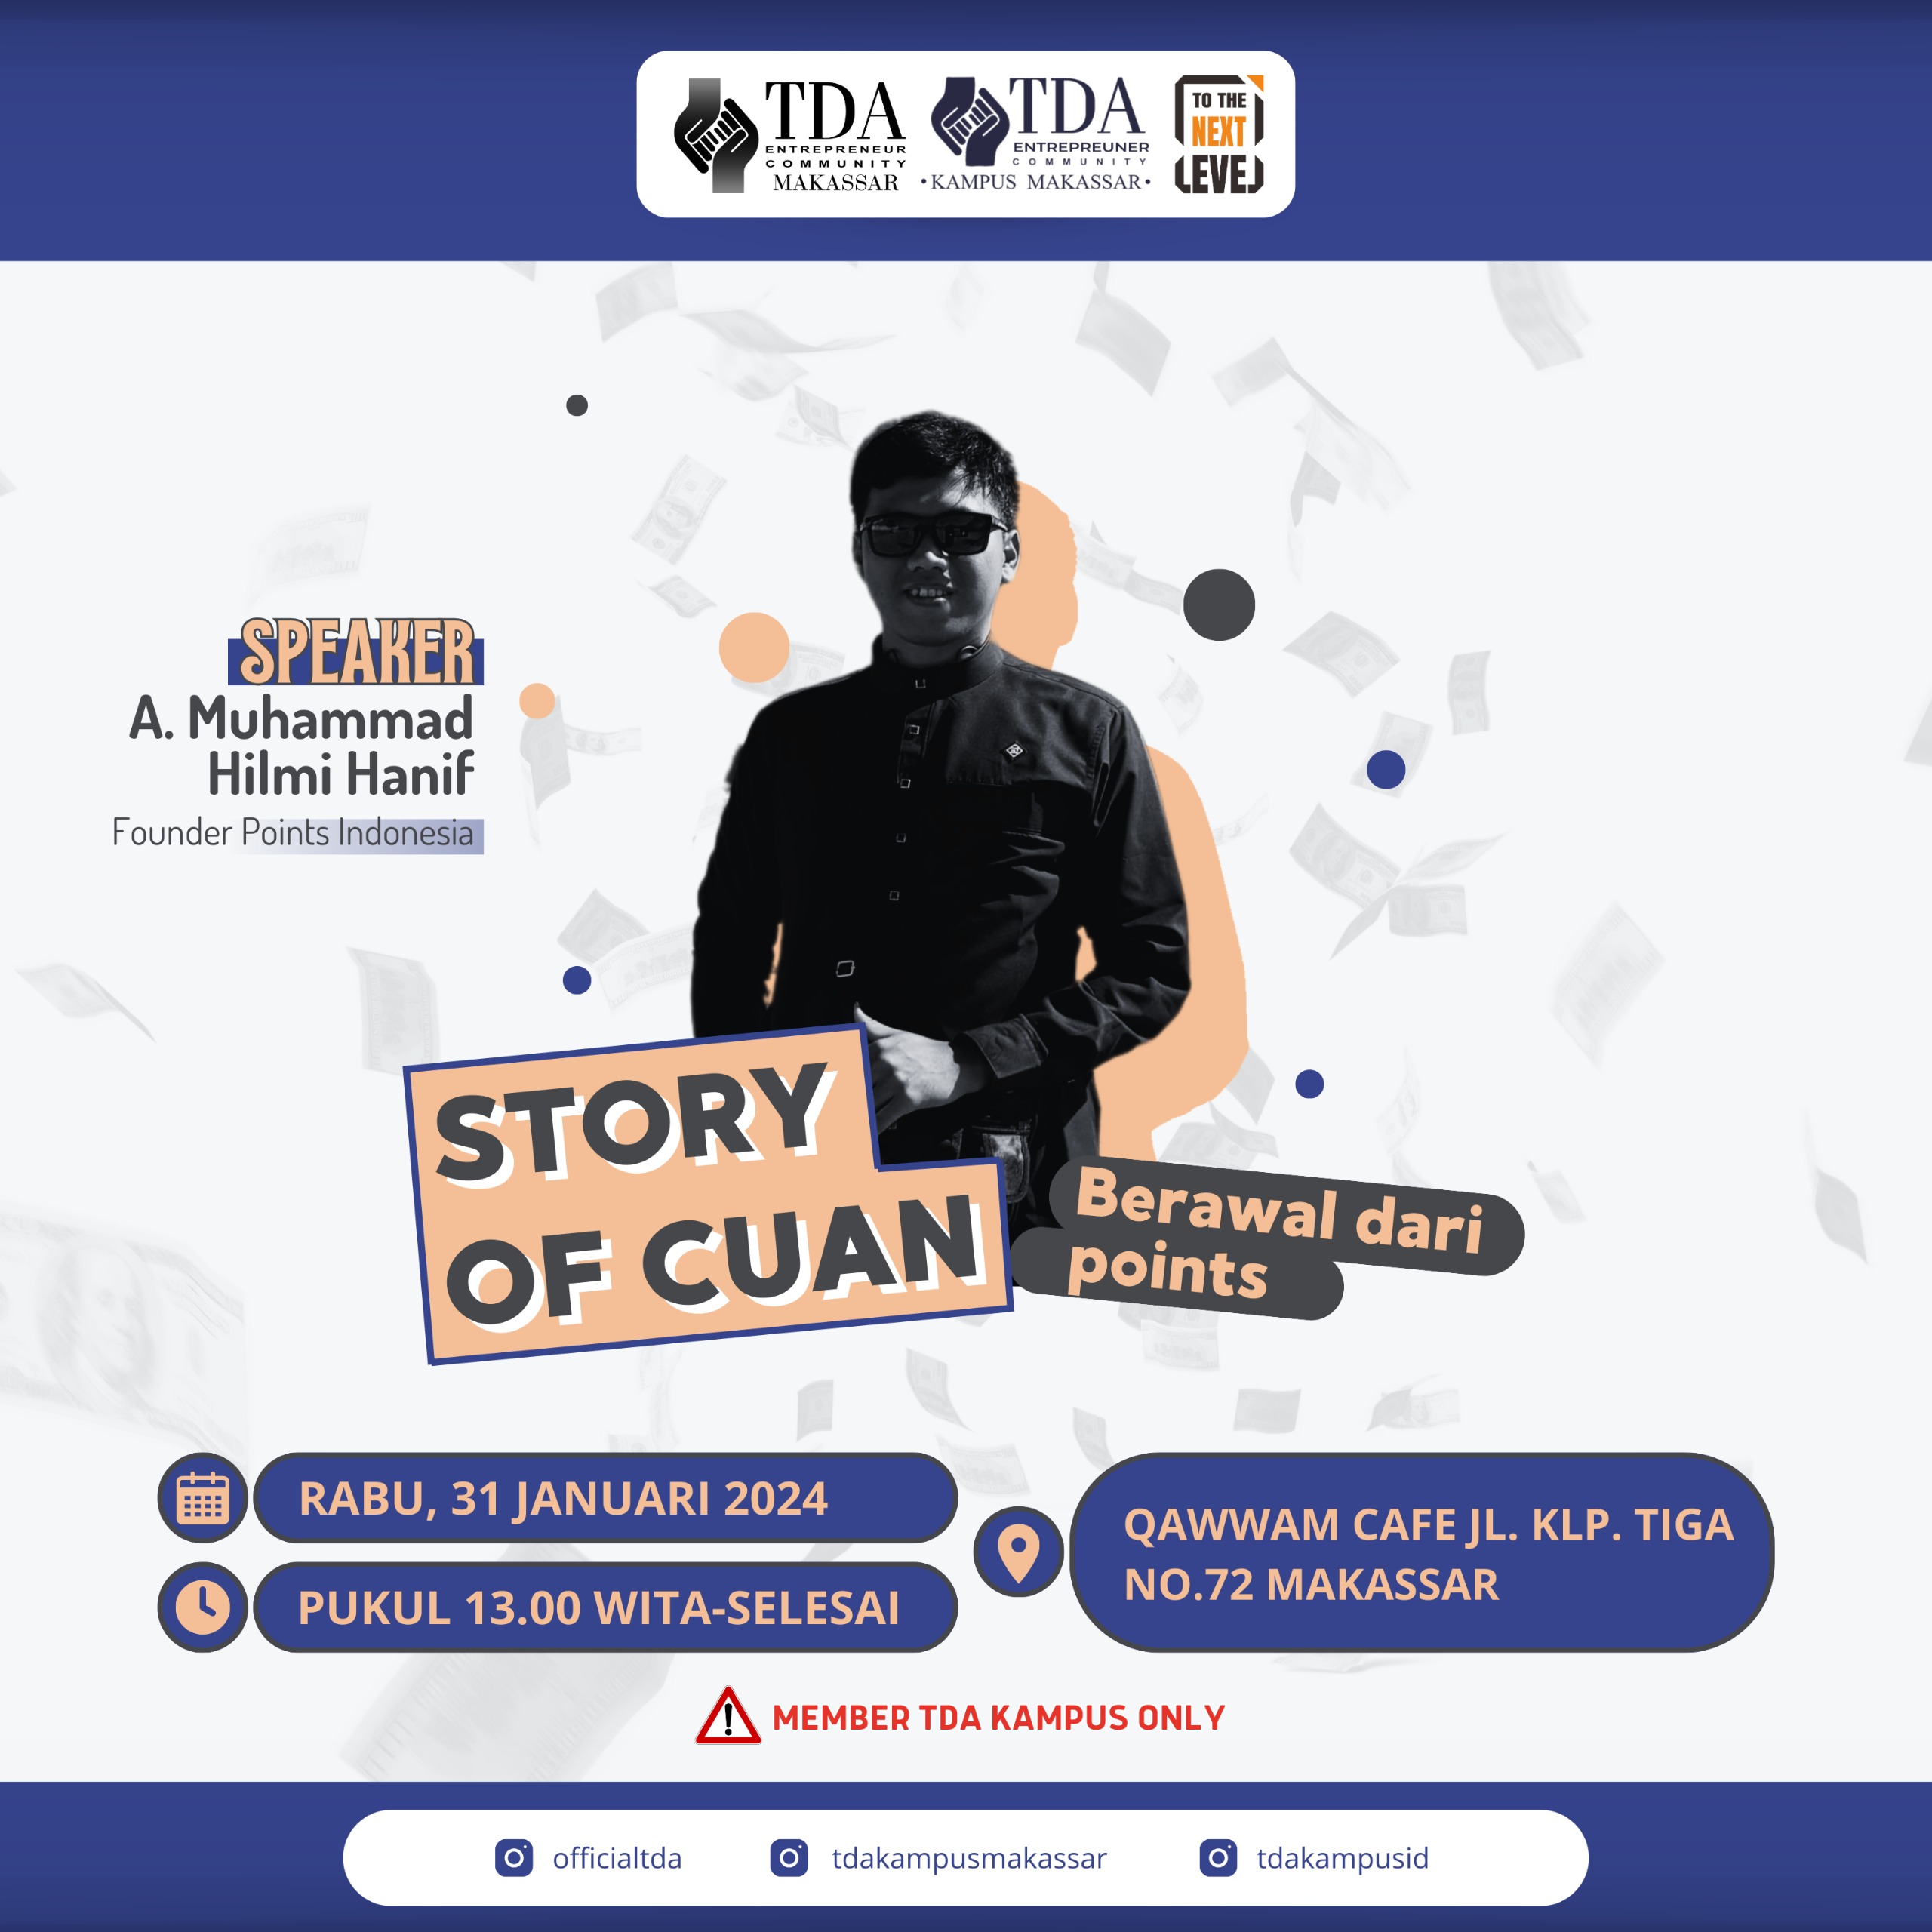 TDA
ENTREPRENEUR
COMMUNITY
MAKASSAR
TDA
ENTREPREUNER
COMMUNITY
•KAMPUS MAKASSAR•
TO THE
NEXT
LEVEL
SPEAKER
A. Muhammad
Hilmi Hanif
Founder Points Indonesia
STORY
OF CUAN
Berawal dari
points
RABU, 31 JANUARI 2024
PUKUL 13.00 WITA-SELESAI
QAWWAM CAFE JL. KLP. TIGA
NO.72 MAKASSAR
MEMBER TDA KAMPUS ONLY
officialtda
tdakampusmakassar
tdakampusid